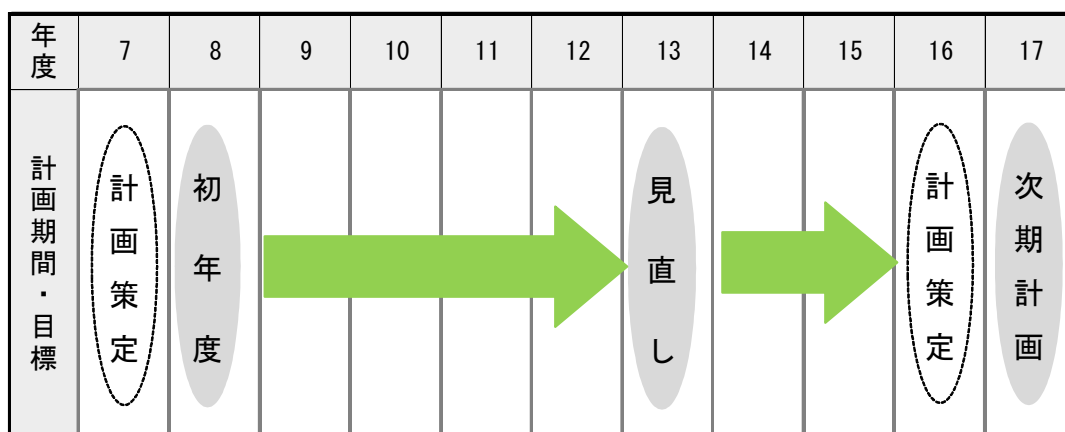 年度 7 8 9 10 11 12 13 14 15 16 17
計画期間・目標
計画策定
初年度
見直し
計画策定
次期計画